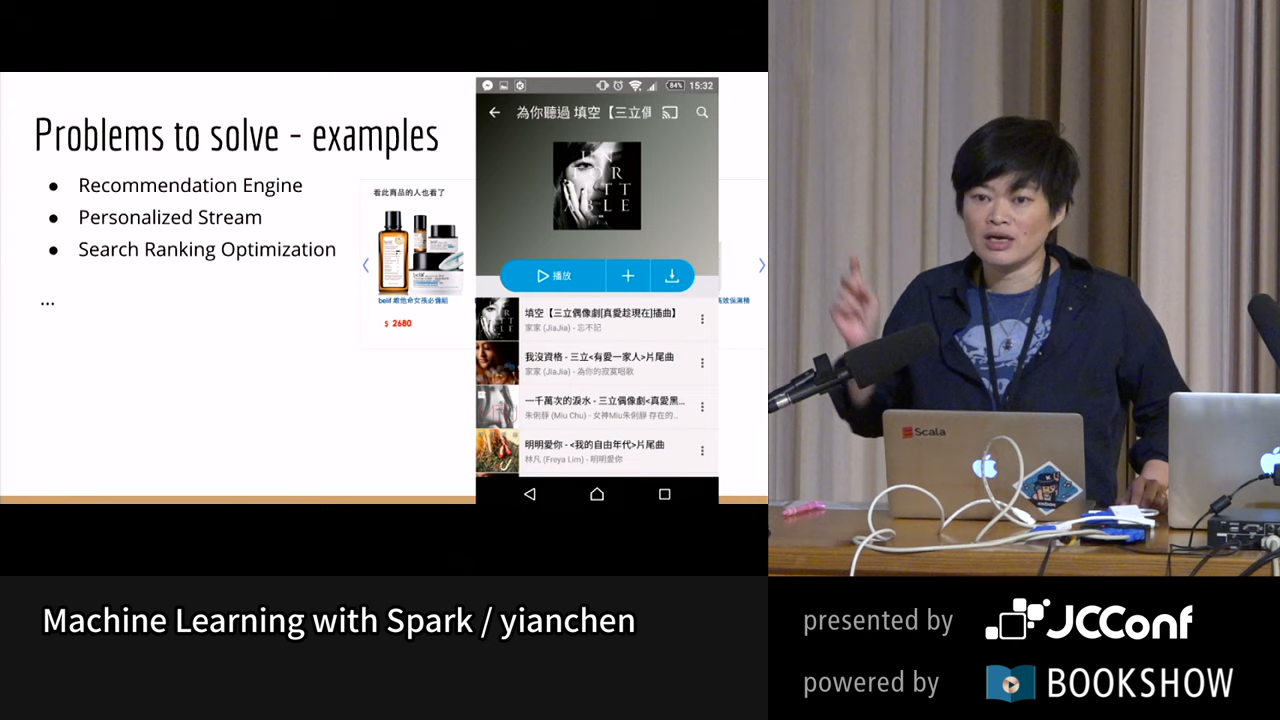 Problems to solve - examples
● Recommendation Engine
● Personalized Stream
● Search Ranking Optimization
...
看此商品的人也看了
$ 2680
84% 15:32
為你聽過 填空【三立偶
UN
FOR
GETT
ABLE
播放
填空【三立偶像劇[真愛趁現在]插曲】
家家 (JiaJia) - 忘不記
我沒資格 - 三立<有愛一家人>片尾曲
家家 (JiaJia) - 為你的寂寞唱歌
一千萬次的淚水 - 三立偶像劇<真愛黑...
朱俐靜 (Miu Chu) - 女神Miu朱俐靜 存在的...
明明愛你 - <我的自由年代>片尾曲
林凡 (Freya Lim) - 明明愛你
Scala
Machine Learning with Spark / yianchen
presented by JCConf
powered by BOOKSHOW